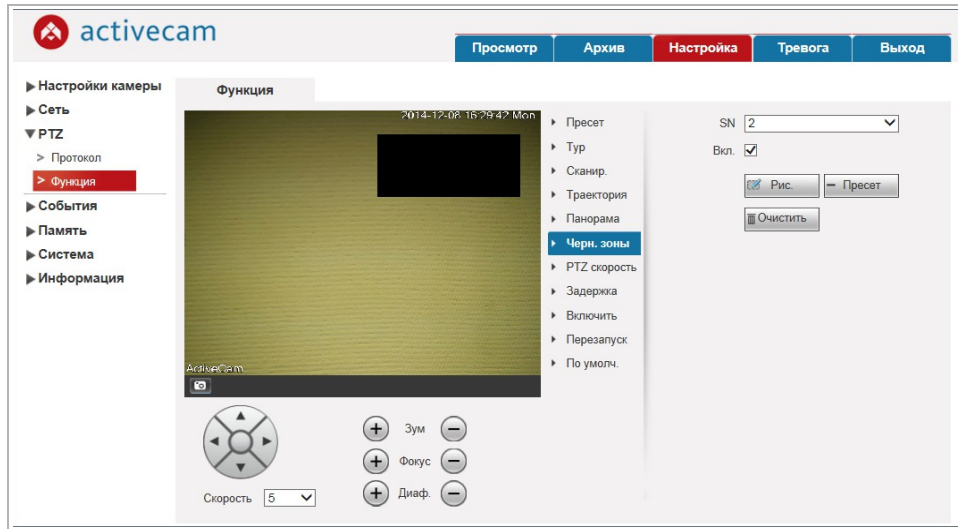 activecam
Просмотр
Архив
Настройка
Тревога
Выход
Настройки камеры
Сеть
PTZ
> Протокол
> Функция
События
Память
Система
Информация
Функция
2014-12-08 16:29:42 Mon
ActiveCam
Пресет
Тур
Сканир.
Траектория
Панорама
Черн. зоны
PTZ скорость
Задержка
Включить
Перезапуск
По умолч.
SN 2
Вкл.
Рис.
Пресет
Очистить
Зум
Фокус
Диаф.
Скорость 5